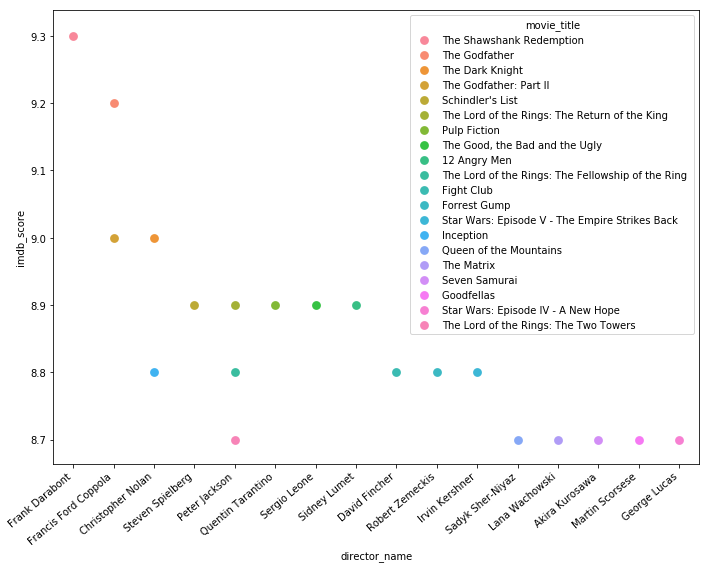 movie_title
The Shawshank Redemption
The Godfather
The Dark Knight
The Godfather: Part II
Schindler's List
The Lord of the Rings: The Return of the King
Pulp Fiction
The Good, the Bad and the Ugly
12 Angry Men
The Lord of the Rings: The Fellowship of the Ring
Fight Club
Forrest Gump
Star Wars: Episode V - The Empire Strikes Back
Inception
Queen of the Mountains
The Matrix
Seven Samurai
Goodfellas
Star Wars: Episode IV - A New Hope
The Lord of the Rings: The Two Towers
imdb_score
9.3
9.2
9.1
9.0
8.9
8.8
8.7
Frank Darabont
Francis Ford Coppola
Christopher Nolan
Steven Spielberg
Peter Jackson
Quentin Tarantino
Sergio Leone
Sidney Lumet
David Fincher
Robert Zemeckis
Irvin Kershner
Sadyk Sher-Niyaz
Lana Wachowski
Akira Kurosawa
Martin Scorsese
George Lucas
director_name